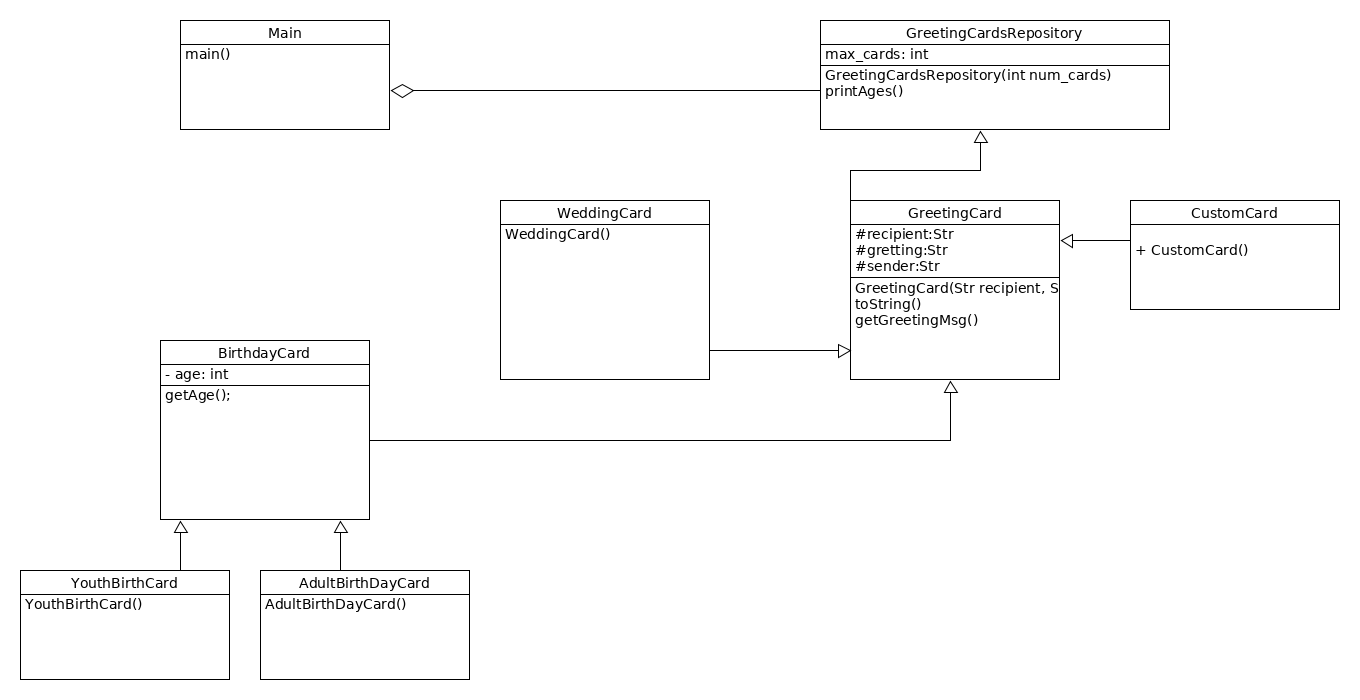 Main
main()
GreetingCardsRepository
max_cards: int
GreetingCardsRepository(int num_cards)
printAges()
WeddingCard
WeddingCard()
GreetingCard
#recipient:Str
#gretting:Str
#sender:Str
GreetingCard(Str recipient, S
toString()
getGreetingMsg()
CustomCard
+ CustomCard()
BirthdayCard
- age: int
getAge();
YouthBirthCard
YouthBirthCard()
AdultBirthDayCard
AdultBirthDayCard()